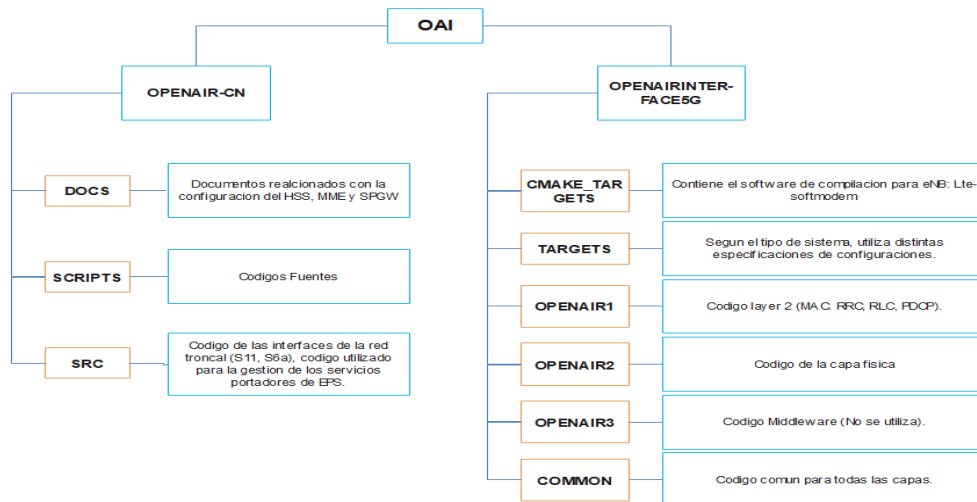 OAI
OPENAIR-CN
DOCS
Documentos realcionados con la
configuracion del HSS, MME y SPGW
SCRIPTS
Codigos Fuentes
SRC
Codigo de las interfaces de la red
troncal (S11, S6a), codigo utilizado
para la gestion de los servicios
portadores de EPS.
OPENAIRINTER-
FACE5G
CMAKE_TAR
GETS
Contiene el software de compilacion para eNB: Lte-
softmodem
TARGETS
Segun el tipo de sistema, utiliza distintas
especificaciones de configuraciones.
OPENAIR1
Codigo layer 2 (MAC. RRC, RLC, PDCP).
OPENAIR2
Codigo de la capa fisica
OPENAIR3
Codigo Middleware (No se utiliza).
COMMON
Codigo comun para todas las capas.